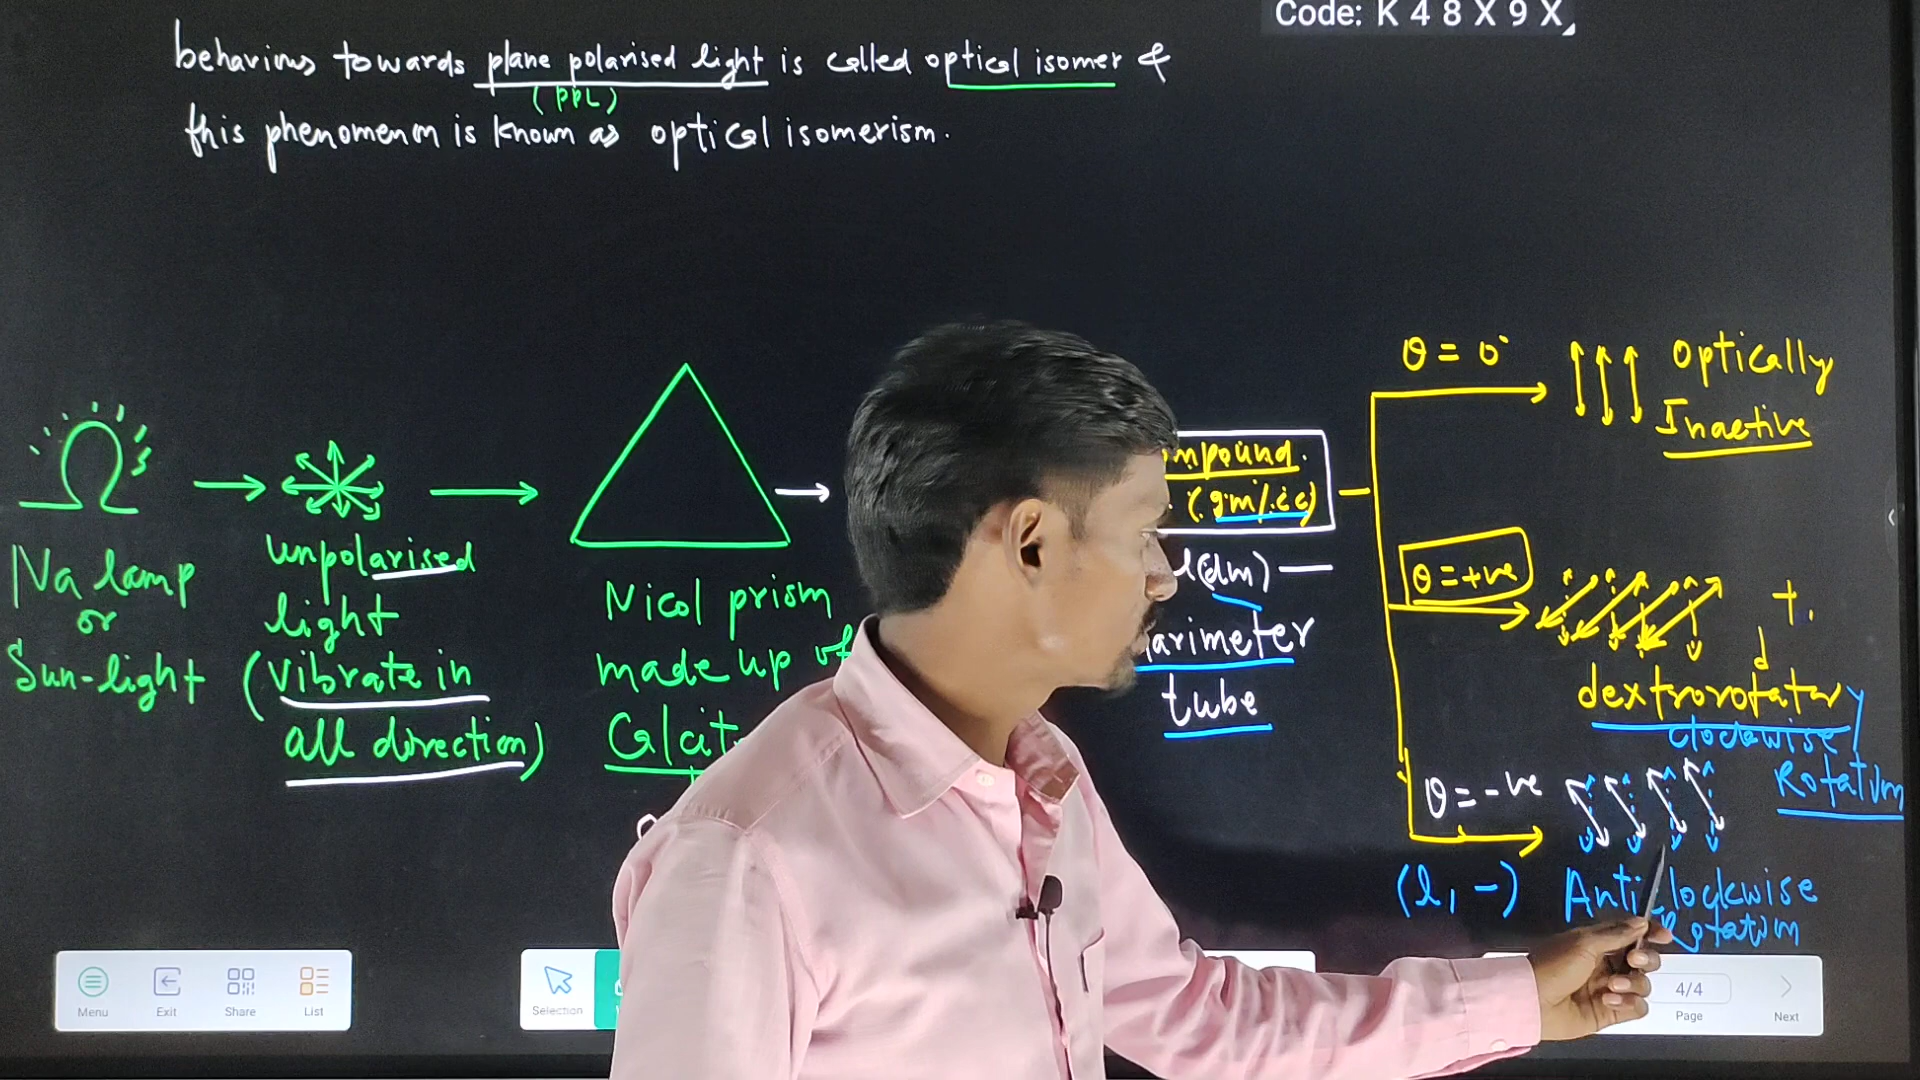 Code: K 4 8 X 9 X
behaviours towards plane polarised light is called optical isomer &
(PPL)
this phenomenon is known as optical isomerism.
Na lamp
or
Sun-light
unpolarised
light
(vibrate in
all direction)
Nicol prism
made up of
Calcit
mpound.
(gm/cc)
l(dm)
arimeter
tube
θ = 0°
Optically
Inactive
θ = +ve
+,
d
dextrorotatory
clockwise
Rotation
θ = -ve
(l, -)
Anticlockwise
Rotation
Menu
Exit
Share
List
Selection
4/4
Page
Next